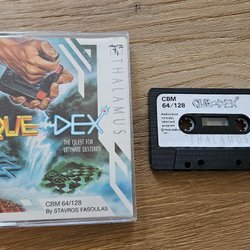 THALAMUS
QUE-DEX
THE QUEST FOR
ULTIMATE DEXTERITY
CBM 64/128
By STAVROS FASOULAS
CBM
64/128
QUE-DEX
THALAMUS